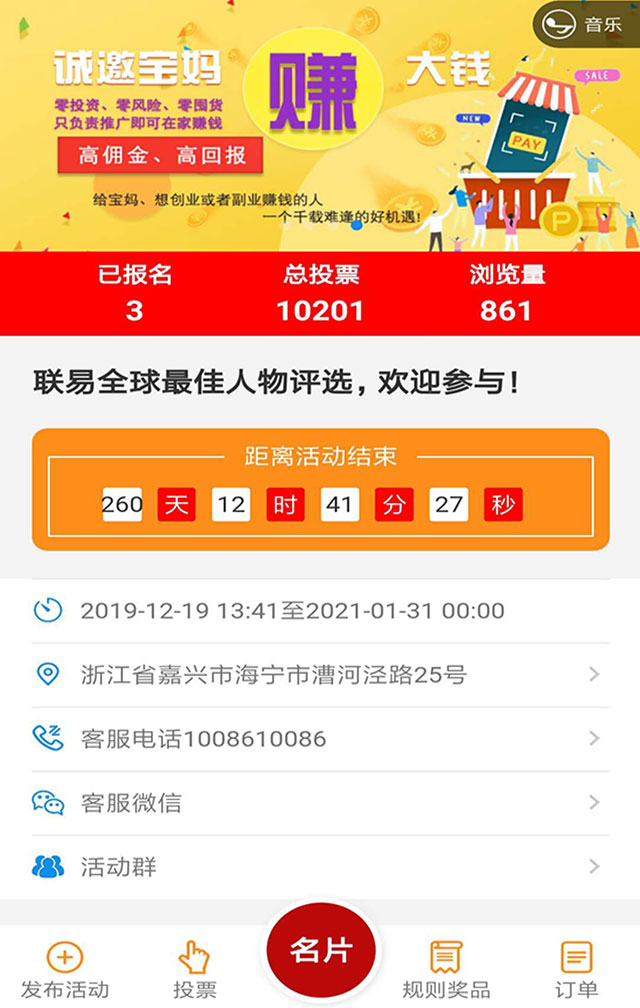 音乐
诚邀宝妈 赚 大钱
零投资、零风险、零囤货
只负责推广即可在家赚钱
高佣金、高回报
SALE
NEW
PAY
P
给宝妈、想创业或者副业赚钱的人
一个千载难逢的好机遇!
已报名 总投票 浏览量
3 10201 861
联易全球最佳人物评选，欢迎参与！
距离活动结束
260 天 12 时 41 分 27 秒
2019-12-19 13:41至2021-01-31 00:00
浙江省嘉兴市海宁市漕河泾路25号
客服电话1008610086
客服微信
活动群
发布活动 投票 名片 规则奖品 订单